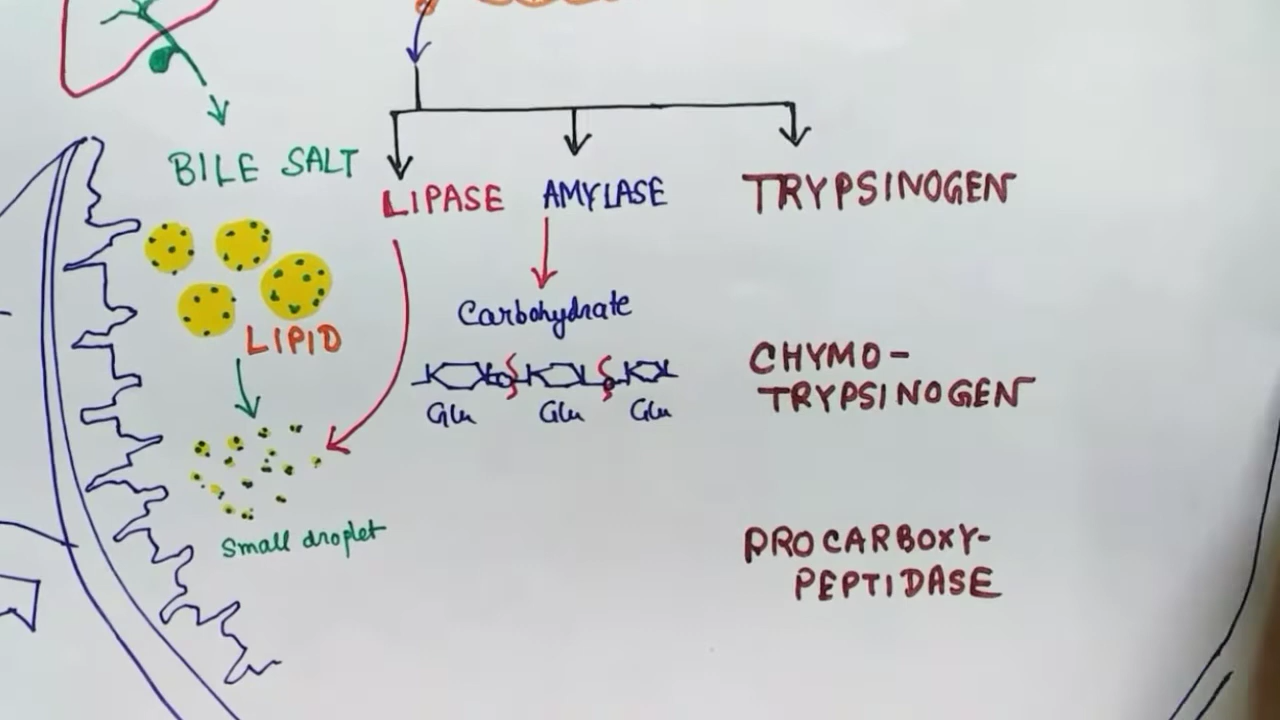 BILE SALT
LIPASE
AMYLASE
TRYPSINOGEN
LIPID
Carbohydrate
Glu Glu Glu
Small droplet
CHYMO-
TRYPSINOGEN
PROCARBOXY-
PEPTIDASE